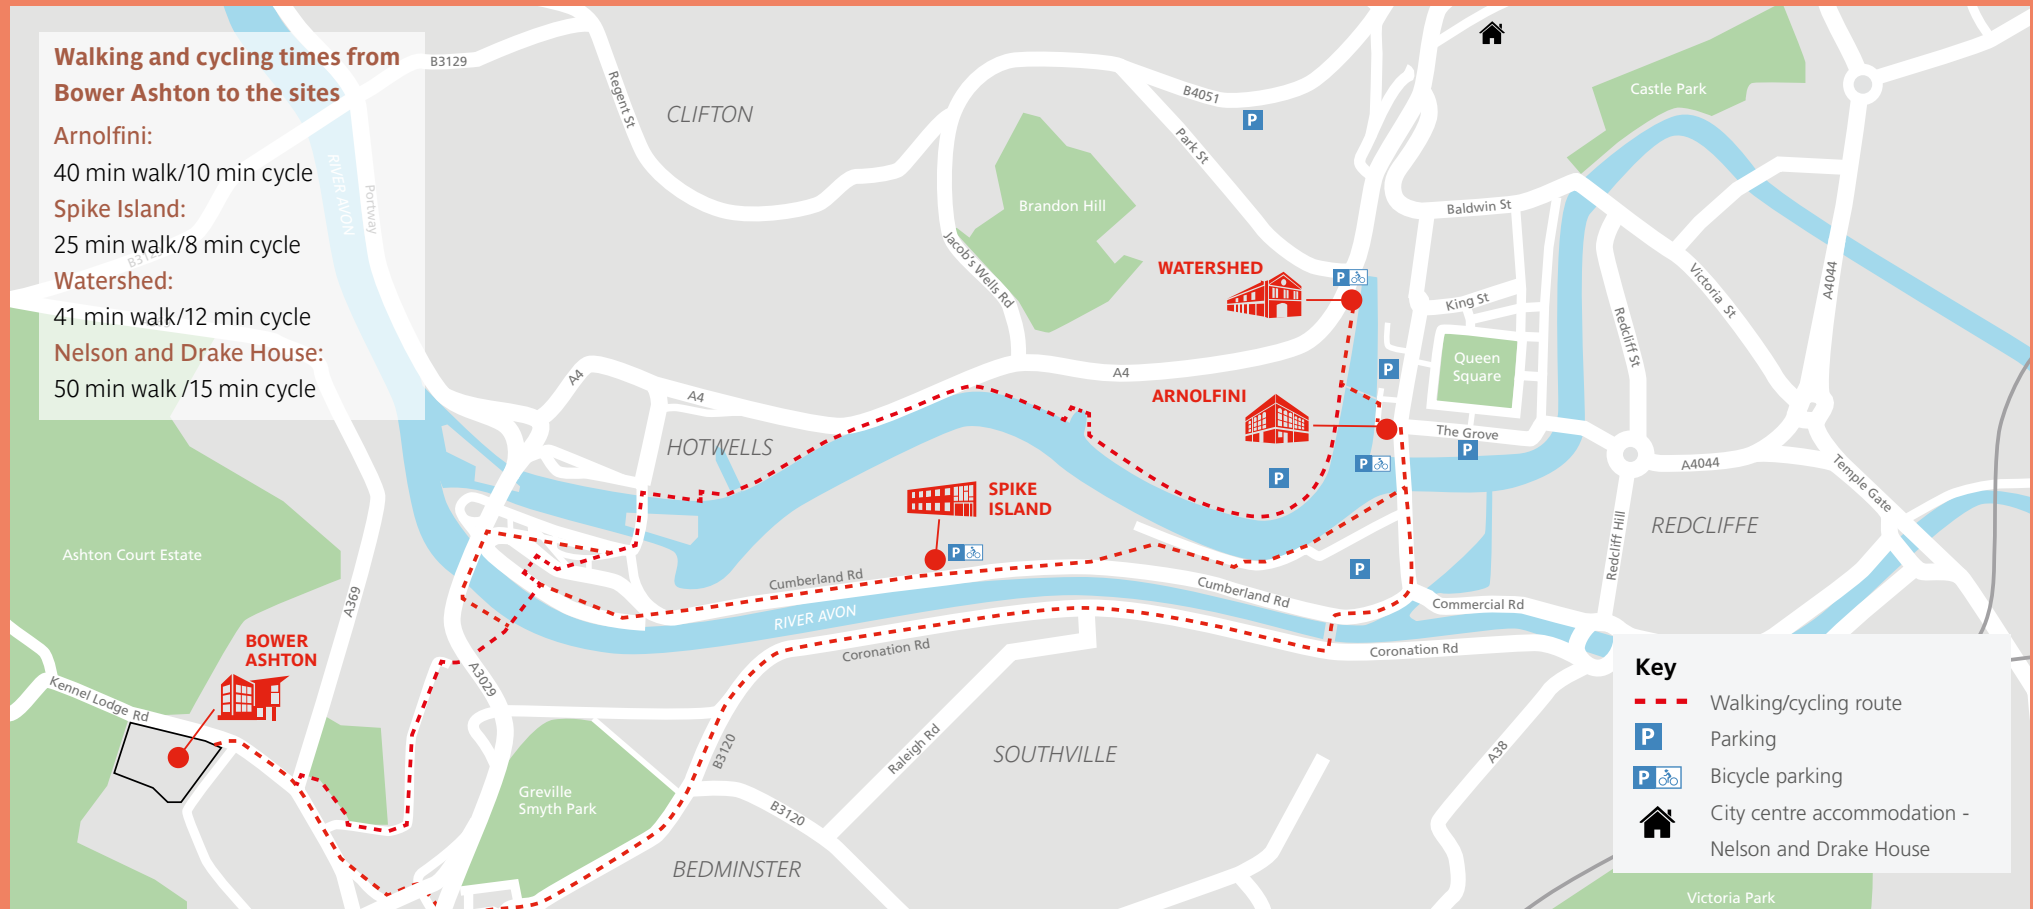 Walking and cycling times from
Bower Ashton to the sites
Arnolfini:
40 min walk/10 min cycle
Spike Island:
25 min walk/8 min cycle
Watershed:
41 min walk/12 min cycle
Nelson and Drake House:
50 min walk /15 min cycle
B3129
Regent St
CLIFTON
B4051
P
Park St
Castle Park
RIVER AVON
Portway
Brandon Hill
Jacob's Wells Rd
Baldwin St
WATERSHED
P
King St
Victoria St
A4044
Redcliff St
Queen
Square
P
A4
A4
A4
ARNOLFINI
The Grove
P
P
P
HOTWELLS
A4044
Temple Gate
SPIKE
ISLAND
P
REDCLIFFE
Redcliff Hill
Ashton Court Estate
P
Cumberland Rd
Cumberland Rd
Commercial Rd
RIVER AVON
A369
Coronation Rd
Coronation Rd
BOWER
ASHTON
Kennel Lodge Rd
A3029
B3120
Raleigh Rd
SOUTHVILLE
A38
Greville
Smyth Park
B3120
BEDMINSTER
Key
Walking/cycling route
P
Parking
P
Bicycle parking
City centre accommodation -
Nelson and Drake House
Victoria Park